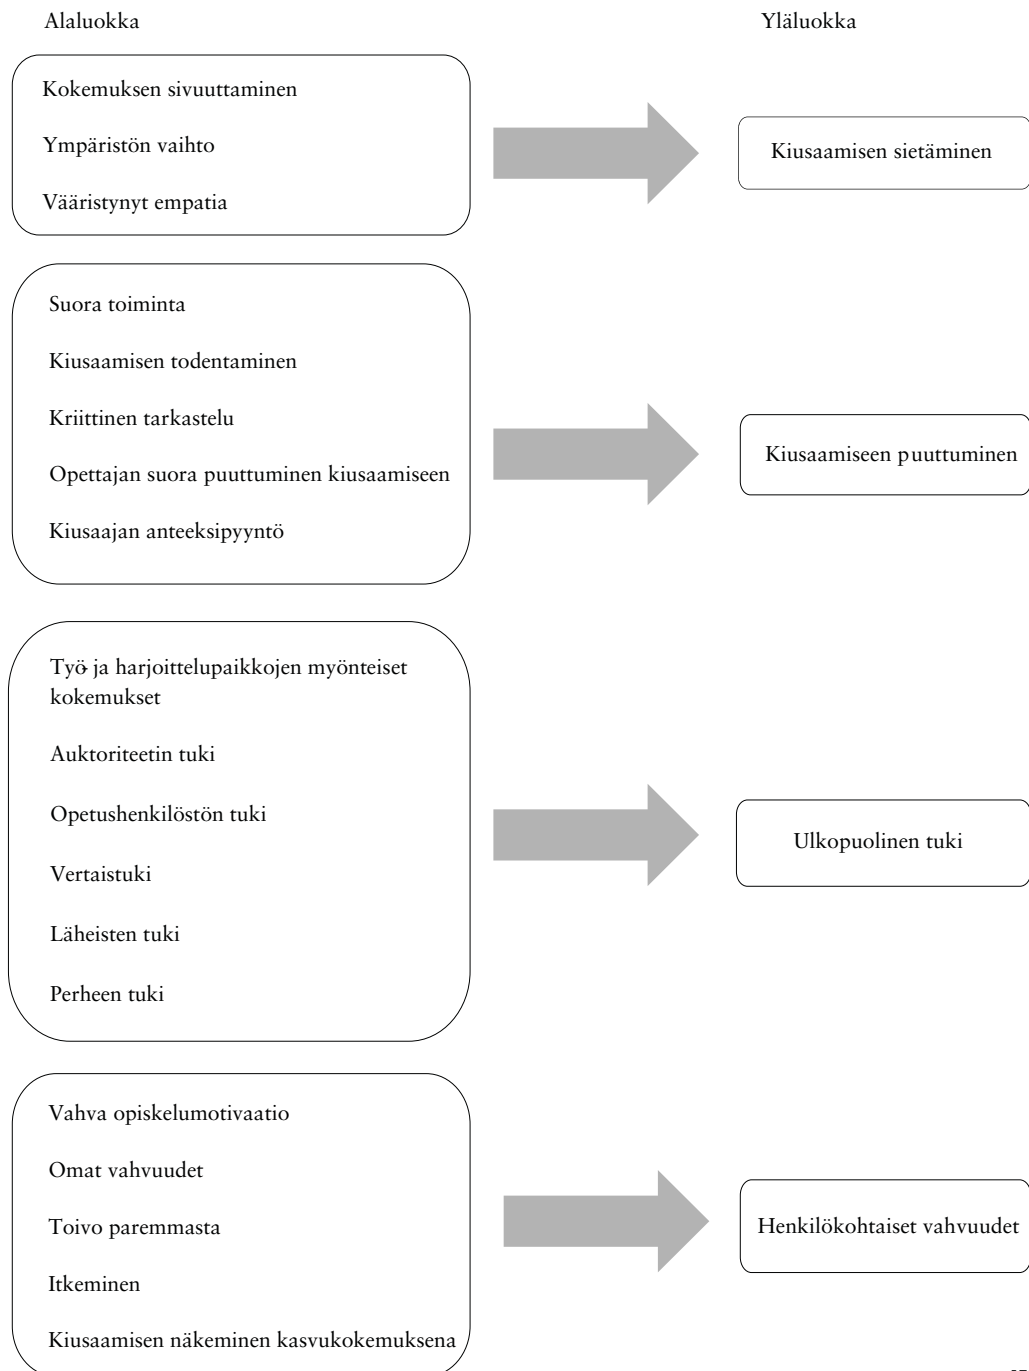 Alaluokka
Yläluokka
Kokemuksen sivuuttaminen
Ympäristön vaihto
Vääristynyt empatia
Kiusaamisen sietäminen
Suora toiminta
Kiusaamisen todentaminen
Kriittinen tarkastelu
Opettajan suora puuttuminen kiusaamiseen
Kiusaajan anteeksipyyntö
Kiusaamiseen puuttuminen
Työ- ja harjoittelupaikkojen myönteiset
kokemukset
Auktoriteetin tuki
Opetushenkilöstön tuki
Vertaistuki
Läheisten tuki
Perheen tuki
Ulkopuolinen tuki
Vahva opiskelumotivaatio
Omat vahvuudet
Toivo paremmasta
Itkeminen
Kiusaamisen näkeminen kasvukokemuksena
Henkilökohtaiset vahvuudet